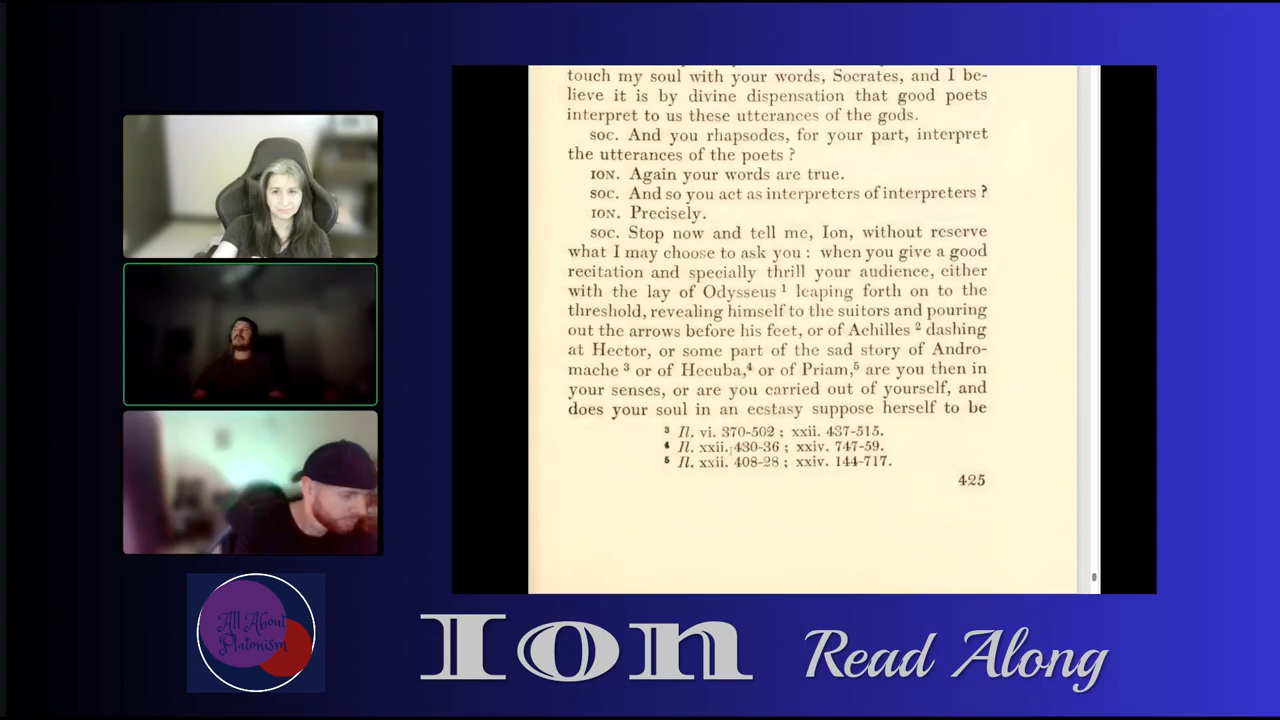 touch my soul with your words, Socrates, and I be-
lieve it is by divine dispensation that good poets
interpret to us these utterances of the gods.
SOC. And you rhapsodes, for your part, interpret
the utterances of the poets ?
ION. Again your words are true.
SOC. And so you act as interpreters of interpreters ?
ION. Precisely.
SOC. Stop now and tell me, Ion, without reserve
what I may choose to ask you : when you give a good
recitation and specially thrill your audience, either
with the lay of Odysseus ¹ leaping forth on to the
threshold, revealing himself to the suitors and pouring
out the arrows before his feet, or of Achilles ² dashing
at Hector, or some part of the sad story of Andro-
mache ³ or of Hecuba,⁴ or of Priam,⁵ are you then in
your senses, or are you carried out of yourself, and
does your soul in an ecstasy suppose herself to be
³ Il. vi. 370-502 ; xxii. 437-515.
⁴ Il. xxii. 430-36 ; xxiv. 747-59.
⁵ Il. xxii. 408-28 ; xxiv. 144-717.
425
All About
Platonism
Ion Read Along